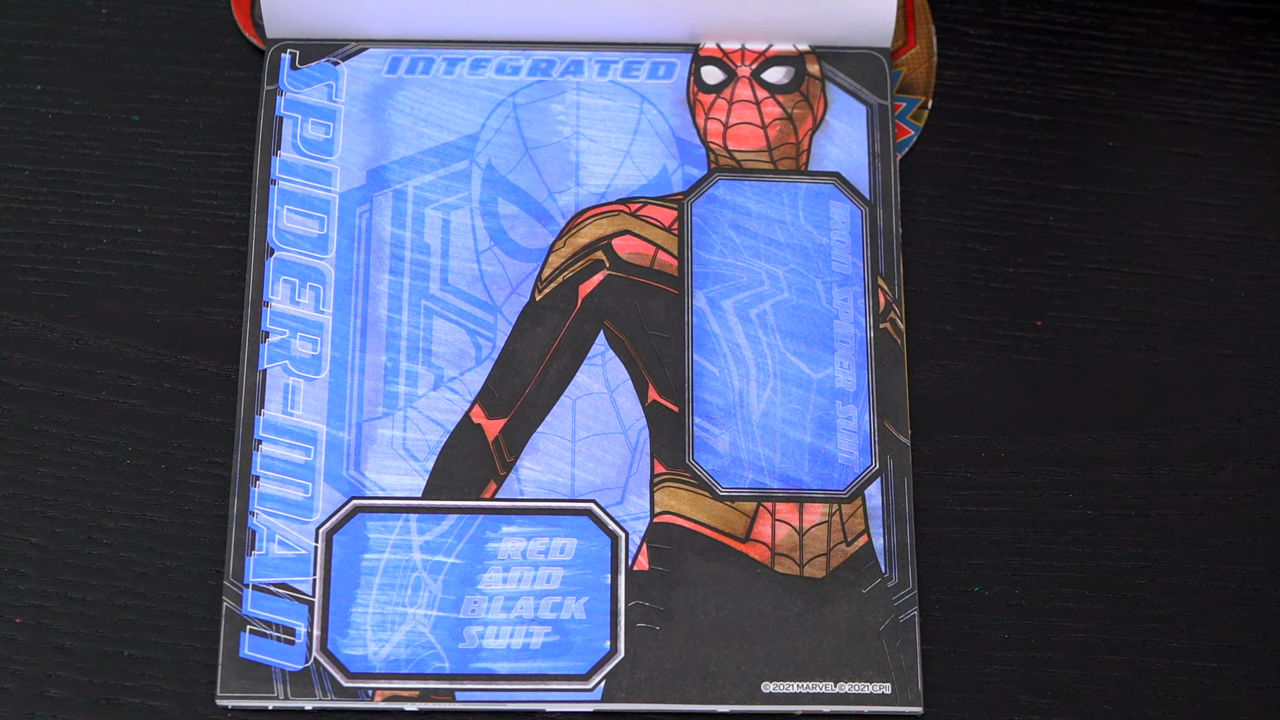 INTEGRATED
SPIDER-MAN
IRON SPIDER SUIT
RED
AND
BLACK
SUIT
© 2021 MARVEL © 2021 CPII